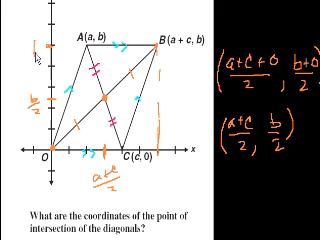 A(a, b)
B(a + c, b)
b/2
O
C(c, 0)
x
(a+c)/2
((a+c+0)/2, (b+0)/2
((a+c)/2, b/2)
What are the coordinates of the point of
intersection of the diagonals?